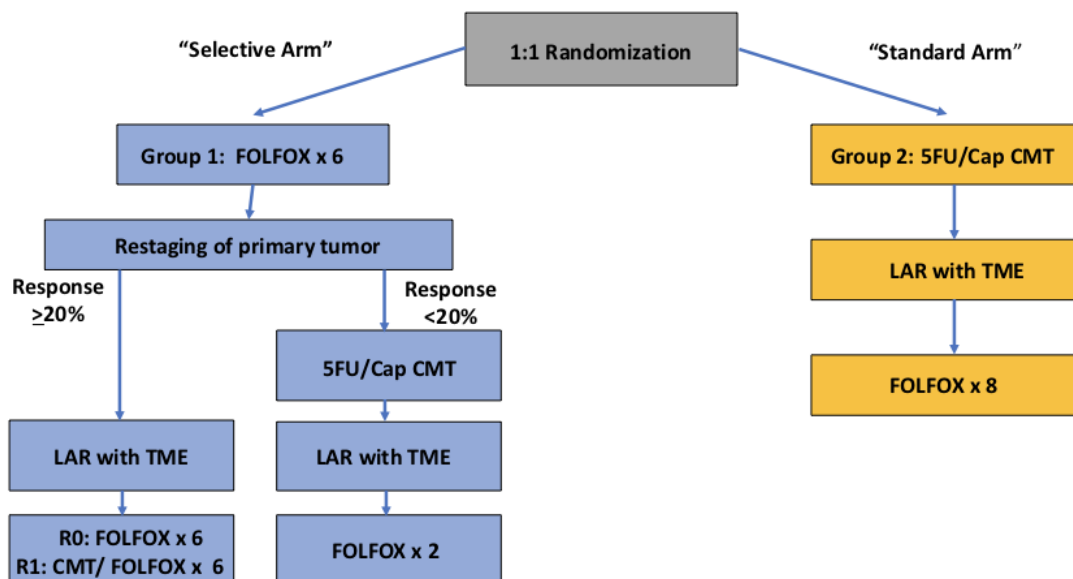 “Selective Arm”
1:1 Randomization
“Standard Arm”
Group 1: FOLFOX x 6
Group 2: 5FU/Cap CMT
Restaging of primary tumor
Response
≥20%
Response
<20%
LAR with TME
5FU/Cap CMT
FOLFOX x 8
LAR with TME
LAR with TME
R0: FOLFOX x 6
R1: CMT/ FOLFOX x 6
FOLFOX x 2